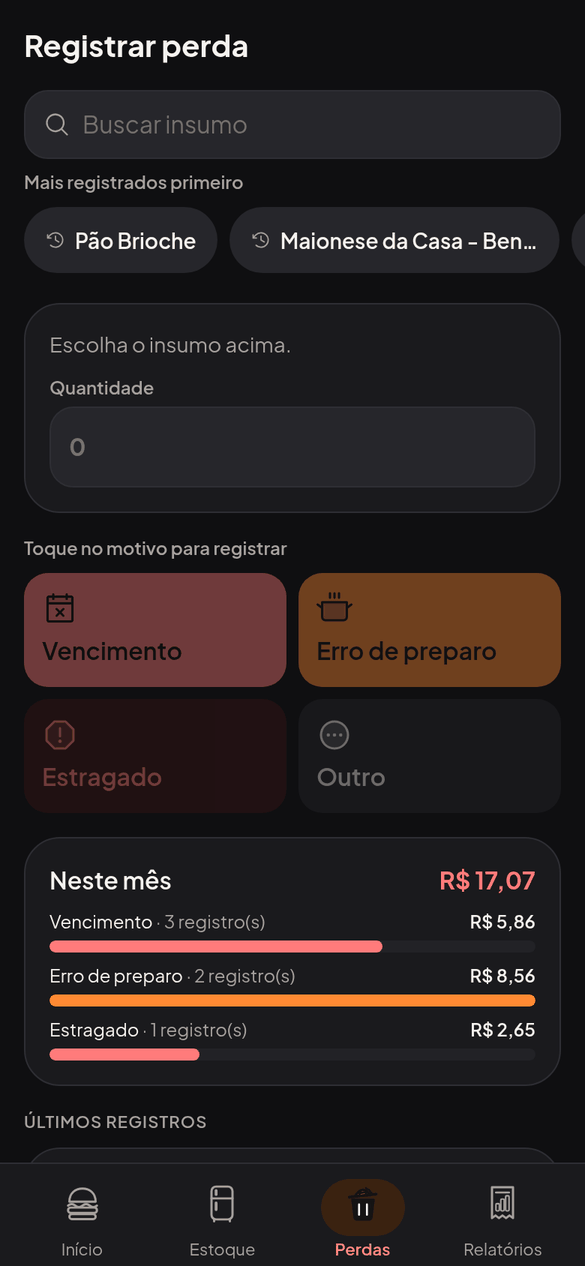 Registrar perda
Buscar insumo
Mais registrados primeiro
Pão Brioche
Maionese da Casa - Ben...
Escolha o insumo acima.
Quantidade
0
Toque no motivo para registrar
Vencimento
Erro de preparo
Estragado
Outro
Neste mês R$ 17,07
Vencimento · 3 registro(s) R$ 5,86
Erro de preparo · 2 registro(s) R$ 8,56
Estragado · 1 registro(s) R$ 2,65
ÚLTIMOS REGISTROS
Início
Estoque
Perdas
Relatórios